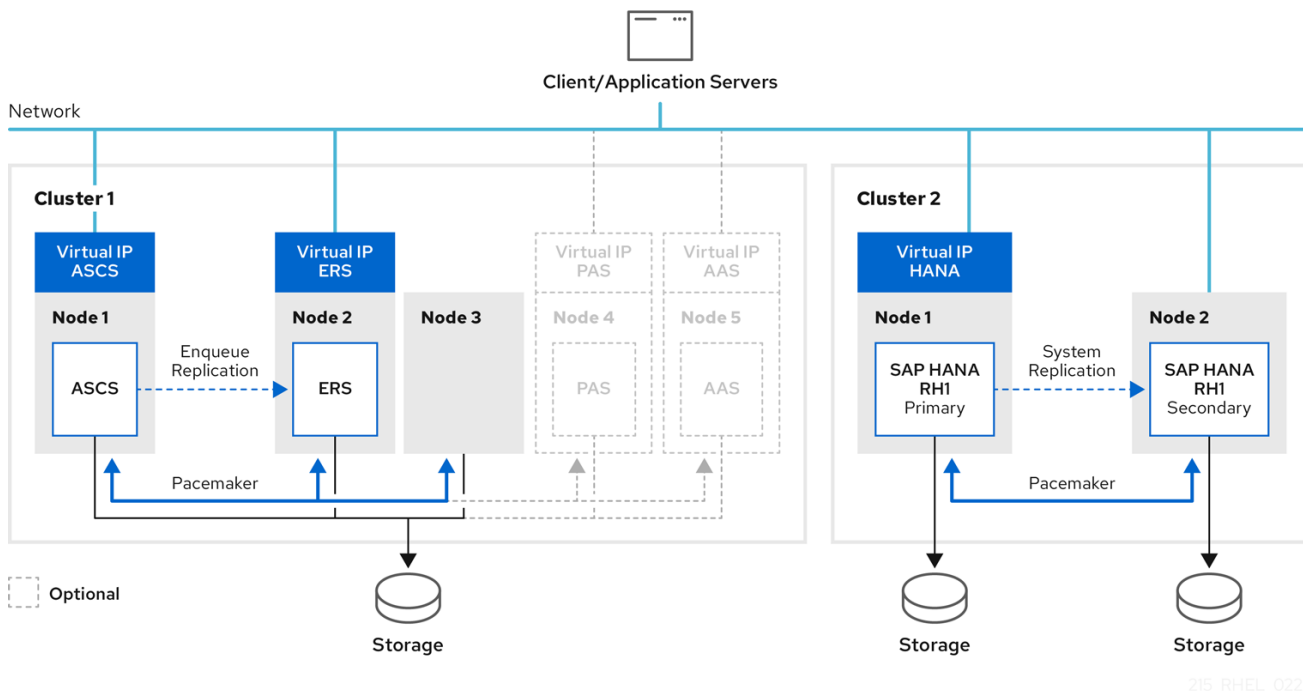 Client/Application Servers
Network
Cluster 1
Virtual IP
ASCS
Node 1
ASCS
Enqueue
Replication
Virtual IP
ERS
Node 2
ERS
Node 3
Virtual IP
PAS
Node 4
PAS
Virtual IP
AAS
Node 5
AAS
Pacemaker
Storage
Cluster 2
Virtual IP
HANA
Node 1
SAP HANA
RH1
Primary
System
Replication
Node 2
SAP HANA
RH1
Secondary
Pacemaker
Storage
Storage
Optional
215_RHEL_022